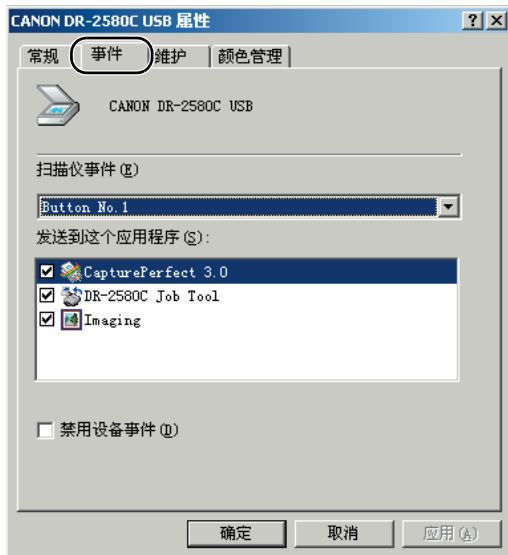 CANON DR-2580C USB 属性
常规 事件 维护 颜色管理
CANON DR-2580C USB
扫描仪事件(E)
Button No.1
发送到这个应用程序(S):
CapturePerfect 3.0
DR-2580C Job Tool
Imaging
禁用设备事件(D)
确定 取消 应用(A)